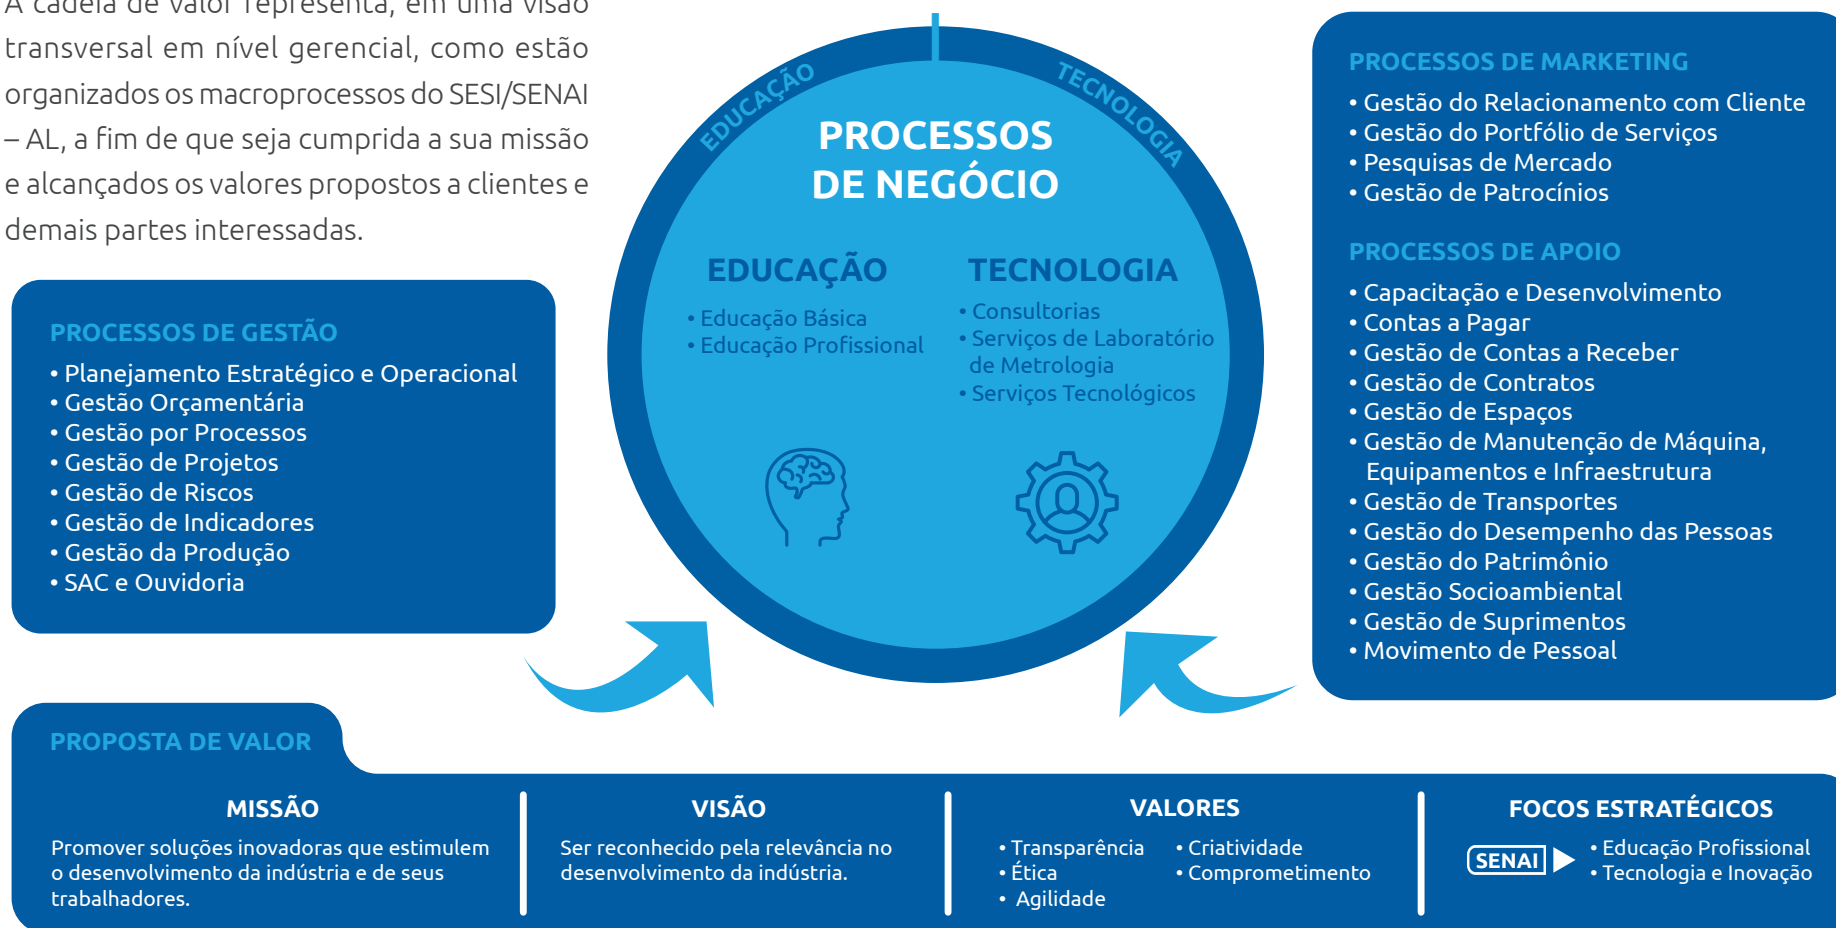 A cadeia de valor representa, em uma visão
transversal em nível gerencial, como estão
organizados os macroprocessos do SESI/SENAI
– AL, a fim de que seja cumprida a sua missão
e alcançados os valores propostos a clientes e
demais partes interessadas.
PROCESSOS DE GESTÃO
• Planejamento Estratégico e Operacional
• Gestão Orçamentária
• Gestão por Processos
• Gestão de Projetos
• Gestão de Riscos
• Gestão de Indicadores
• Gestão da Produção
• SAC e Ouvidoria
EDUCAÇÃO
TECNOLOGIA
PROCESSOS
DE NEGÓCIO
EDUCAÇÃO
• Educação Básica
• Educação Profissional
TECNOLOGIA
• Consultorias
• Serviços de Laboratório
de Metrologia
• Serviços Tecnológicos
PROCESSOS DE MARKETING
• Gestão do Relacionamento com Cliente
• Gestão do Portfólio de Serviços
• Pesquisas de Mercado
• Gestão de Patrocínios
PROCESSOS DE APOIO
• Capacitação e Desenvolvimento
• Contas a Pagar
• Gestão de Contas a Receber
• Gestão de Contratos
• Gestão de Espaços
• Gestão de Manutenção de Máquina,
Equipamentos e Infraestrutura
• Gestão de Transportes
• Gestão do Desempenho das Pessoas
• Gestão do Patrimônio
• Gestão Socioambiental
• Gestão de Suprimentos
• Movimento de Pessoal
PROPOSTA DE VALOR
MISSÃO
Promover soluções inovadoras que estimulem
o desenvolvimento da indústria e de seus
trabalhadores.
VISÃO
Ser reconhecido pela relevância no
desenvolvimento da indústria.
VALORES
• Transparência
• Ética
• Agilidade
• Criatividade
• Comprometimento
FOCOS ESTRATÉGICOS
SENAI
• Educação Profissional
• Tecnologia e Inovação